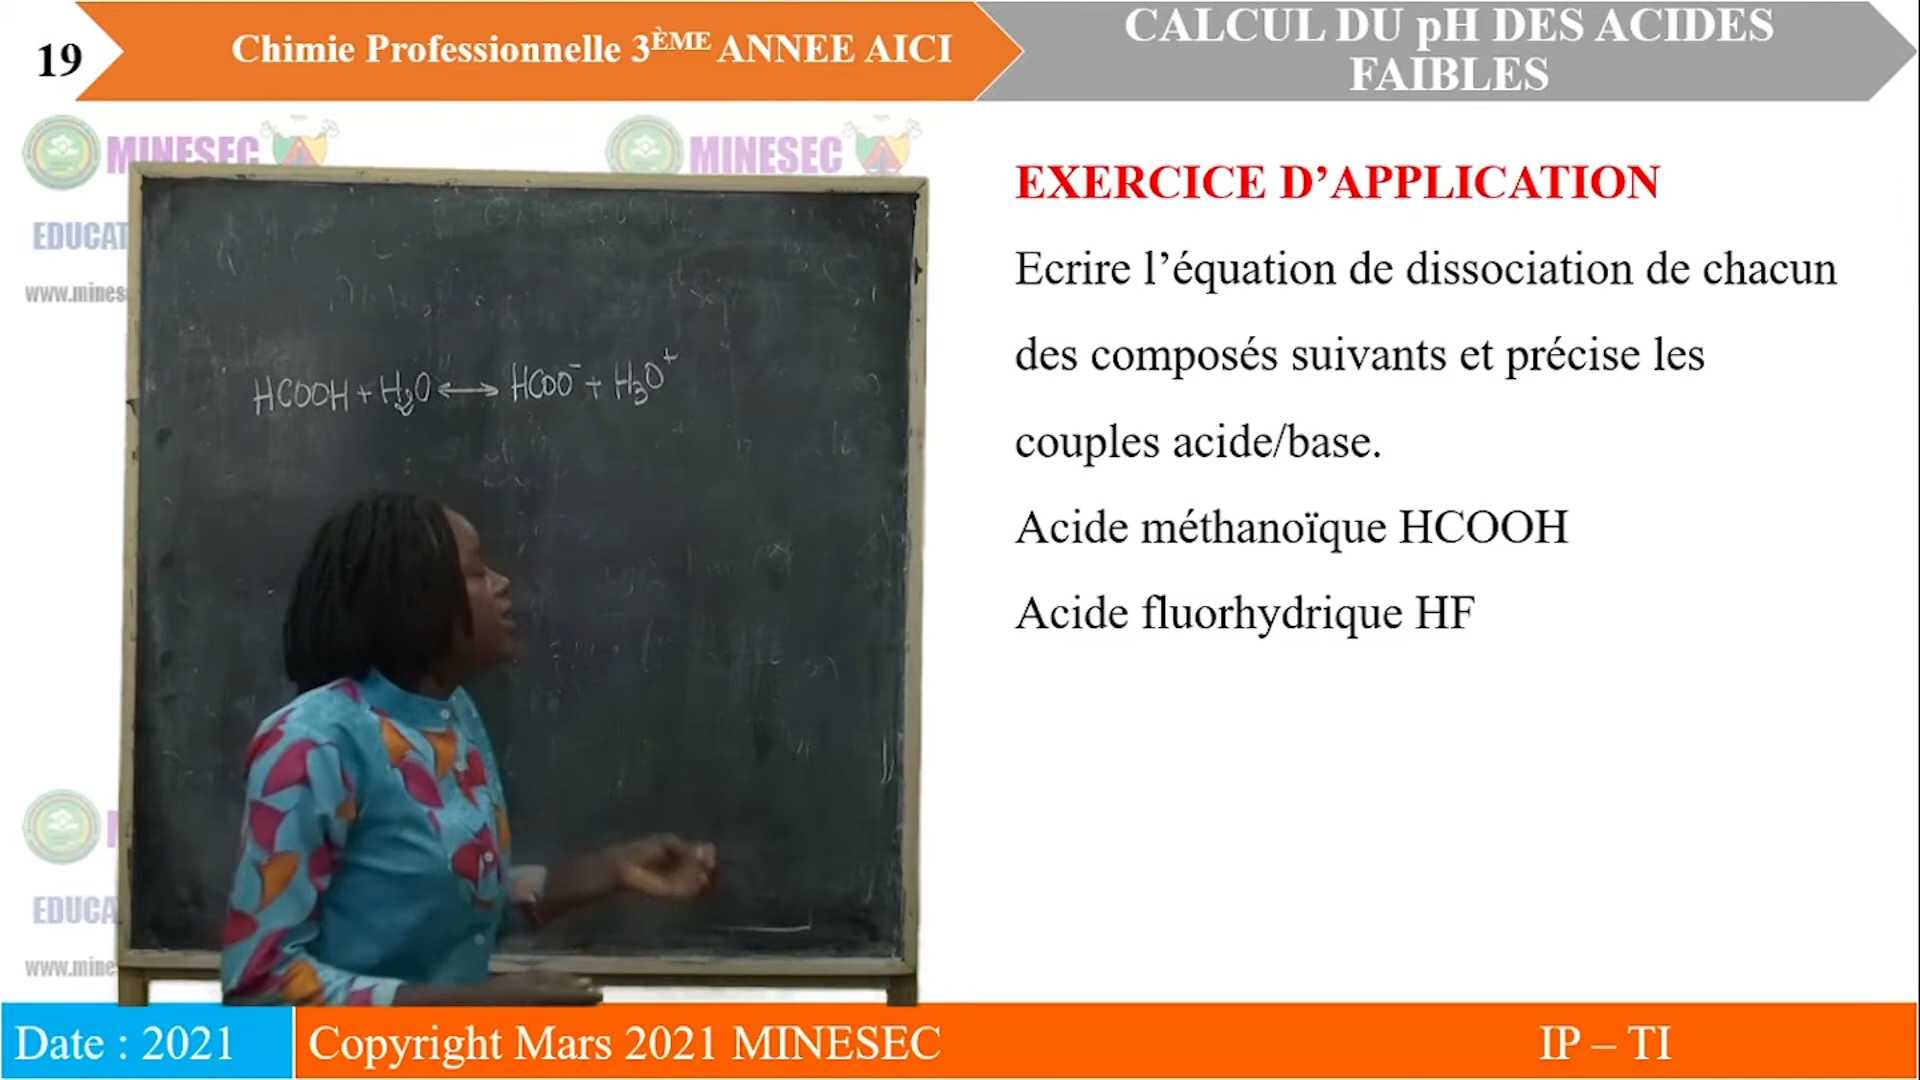 19
Chimie Professionnelle 3ÈME ANNEE AICI
CALCUL DU pH DES ACIDES
FAIBLES
MINESEC
MINESEC
EDUCAT
www.mines
HCOOH + H₂O ⟷ HCOO⁻ + H₃O⁺
EXERCICE D’APPLICATION
Ecrire l’équation de dissociation de chacun
des composés suivants et précise les
couples acide/base.
Acide méthanoïque HCOOH
Acide fluorhydrique HF
EDUCA
www.mine
Date : 2021
Copyright Mars 2021 MINESEC
IP – TI